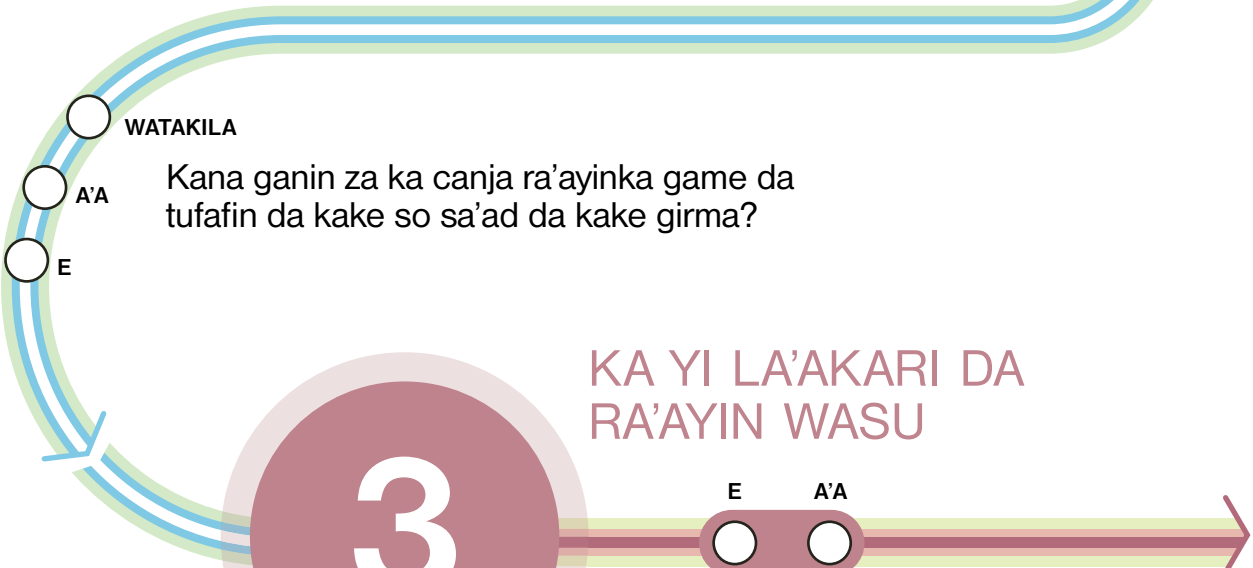 WATAKILA
A’A
E
Kana ganin za ka canja ra’ayinka game da
tufafin da kake so sa’ad da kake girma?
KA YI LA’AKARI DA
RA’AYIN WASU
3
E A’A